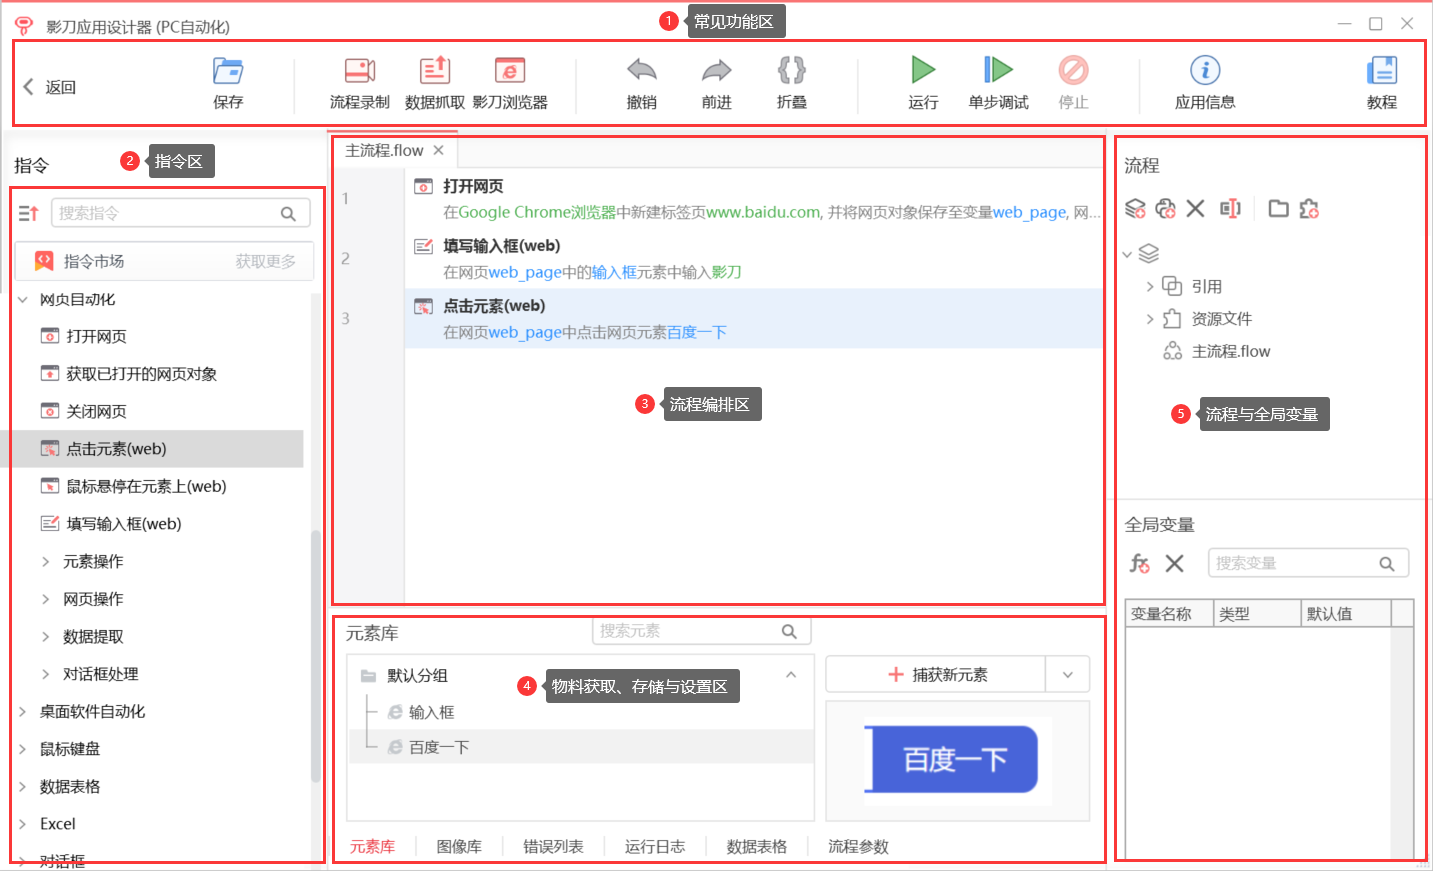 影刀应用设计器 (PC自动化)
1 常见功能区
返回
保存
流程录制
数据抓取
影刀浏览器
撤销
前进
折叠
运行
单步调试
停止
应用信息
教程
指令
2 指令区
搜索指令
指令市场
获取更多
网页自动化
打开网页
获取已打开的网页对象
关闭网页
点击元素(web)
鼠标悬停在元素上(web)
填写输入框(web)
元素操作
网页操作
数据提取
对话框处理
桌面软件自动化
鼠标键盘
数据表格
Excel
对话框
主流程.flow
1
打开网页
在Google Chrome浏览器中新建标签页www.baidu.com, 并将网页对象保存至变量web_page, 网...
2
填写输入框(web)
在网页web_page中的输入框元素中输入影刀
3
点击元素(web)
在网页web_page中点击网页元素百度一下
3 流程编排区
元素库
搜索元素
默认分组
4 物料获取、存储与设置区
输入框
百度一下
捕获新元素
百度一下
元素库
图像库
错误列表
运行日志
数据表格
流程参数
流程
引用
资源文件
主流程.flow
5 流程与全局变量
全局变量
搜索变量
变量名称
类型
默认值